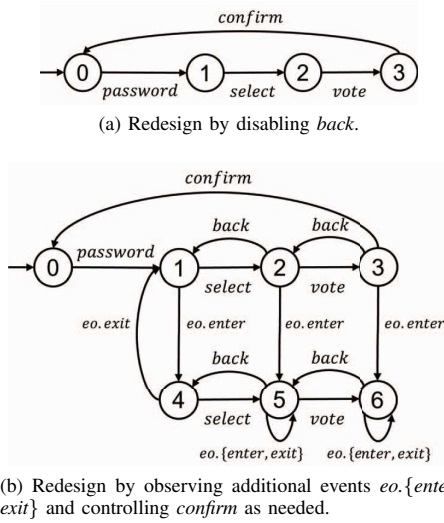 confirm
0 1 2 3
password select vote
(a) Redesign by disabling back.
confirm
back back
password
0 1 2 3
select vote
eo.exit eo.enter eo.enter eo.enter
back back
4 5 6
select vote
eo.{enter, exit} eo.{enter, exit}
(b) Redesign by observing additional events eo.{ente
exit} and controlling confirm as needed.